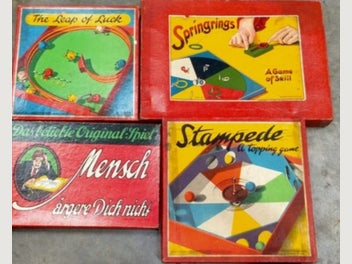 The Leap of Luck
Springrings
A Game
of Skill
Das beliebte Original-Spiel
Mensch
ärgere Dich nicht
Stampede
A topping game